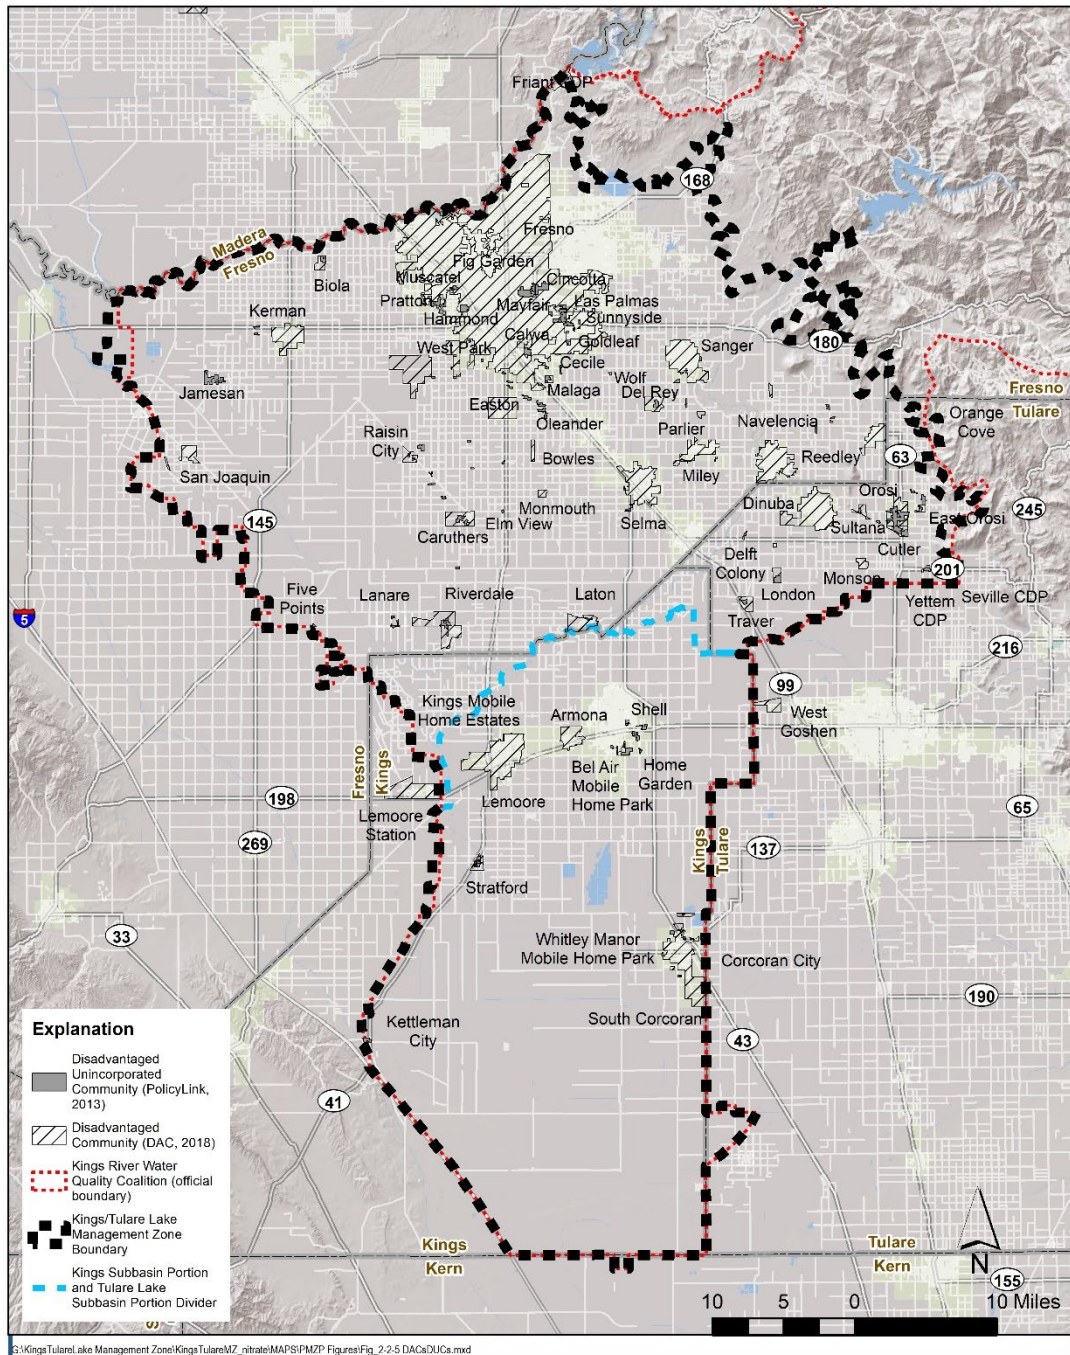 Friant CDP
168
Madera
Fresno
Fresno
Fig Garden
Biola
Muscatel
Cincotta
Pratton
Mayfair
Las Palmas
Kerman
Hammond
Sunnyside
Calwa
Goldleaf
180
West Park
Sanger
Cecile
Jamesan
Malaga
Wolf
Del Rey
Fresno
Tulare
Easton
Oleander
Navelencia
Orange
Cove
Raisin
City
Parlier
Bowles
Reedley
63
San Joaquin
Miley
Monmouth
Dinuba
Orosi
245
145
Elm View
Selma
Sultana
East Orosi
Caruthers
Cutler
Delft
Colony
201
Monson
Five
Points
Lanare
Riverdale
Laton
London
Yettem
CDP
Seville CDP
5
Traver
216
99
Kings Mobile
Home Estates
Armona
Shell
West
Goshen
Fresno
Kings
Bel Air
Mobile
Home Park
Home
Garden
198
Lemoore
Lemoore
Station
65
269
Kings
Tulare
137
Stratford
33
Whitley Manor
Mobile Home Park
Corcoran City
190
South Corcoran
Kettleman
City
43
41
Explanation
Disadvantaged
Unincorporated
Community (PolicyLink,
2013)
Disadvantaged
Community (DAC, 2018)
Kings River Water
Quality Coalition (official
boundary)
Kings/Tulare Lake
Management Zone
Boundary
Kings Subbasin Portion
and Tulare Lake
Subbasin Portion Divider
Kings
Kern
Tulare
Kern
N
155
10 5 0 10 Miles
G:\KingsTulareLake Management Zone\KingsTulareMZ_nitrate\MAPS\PMZP Figures\Fig_2-2-5 DACsDUCs.mxd